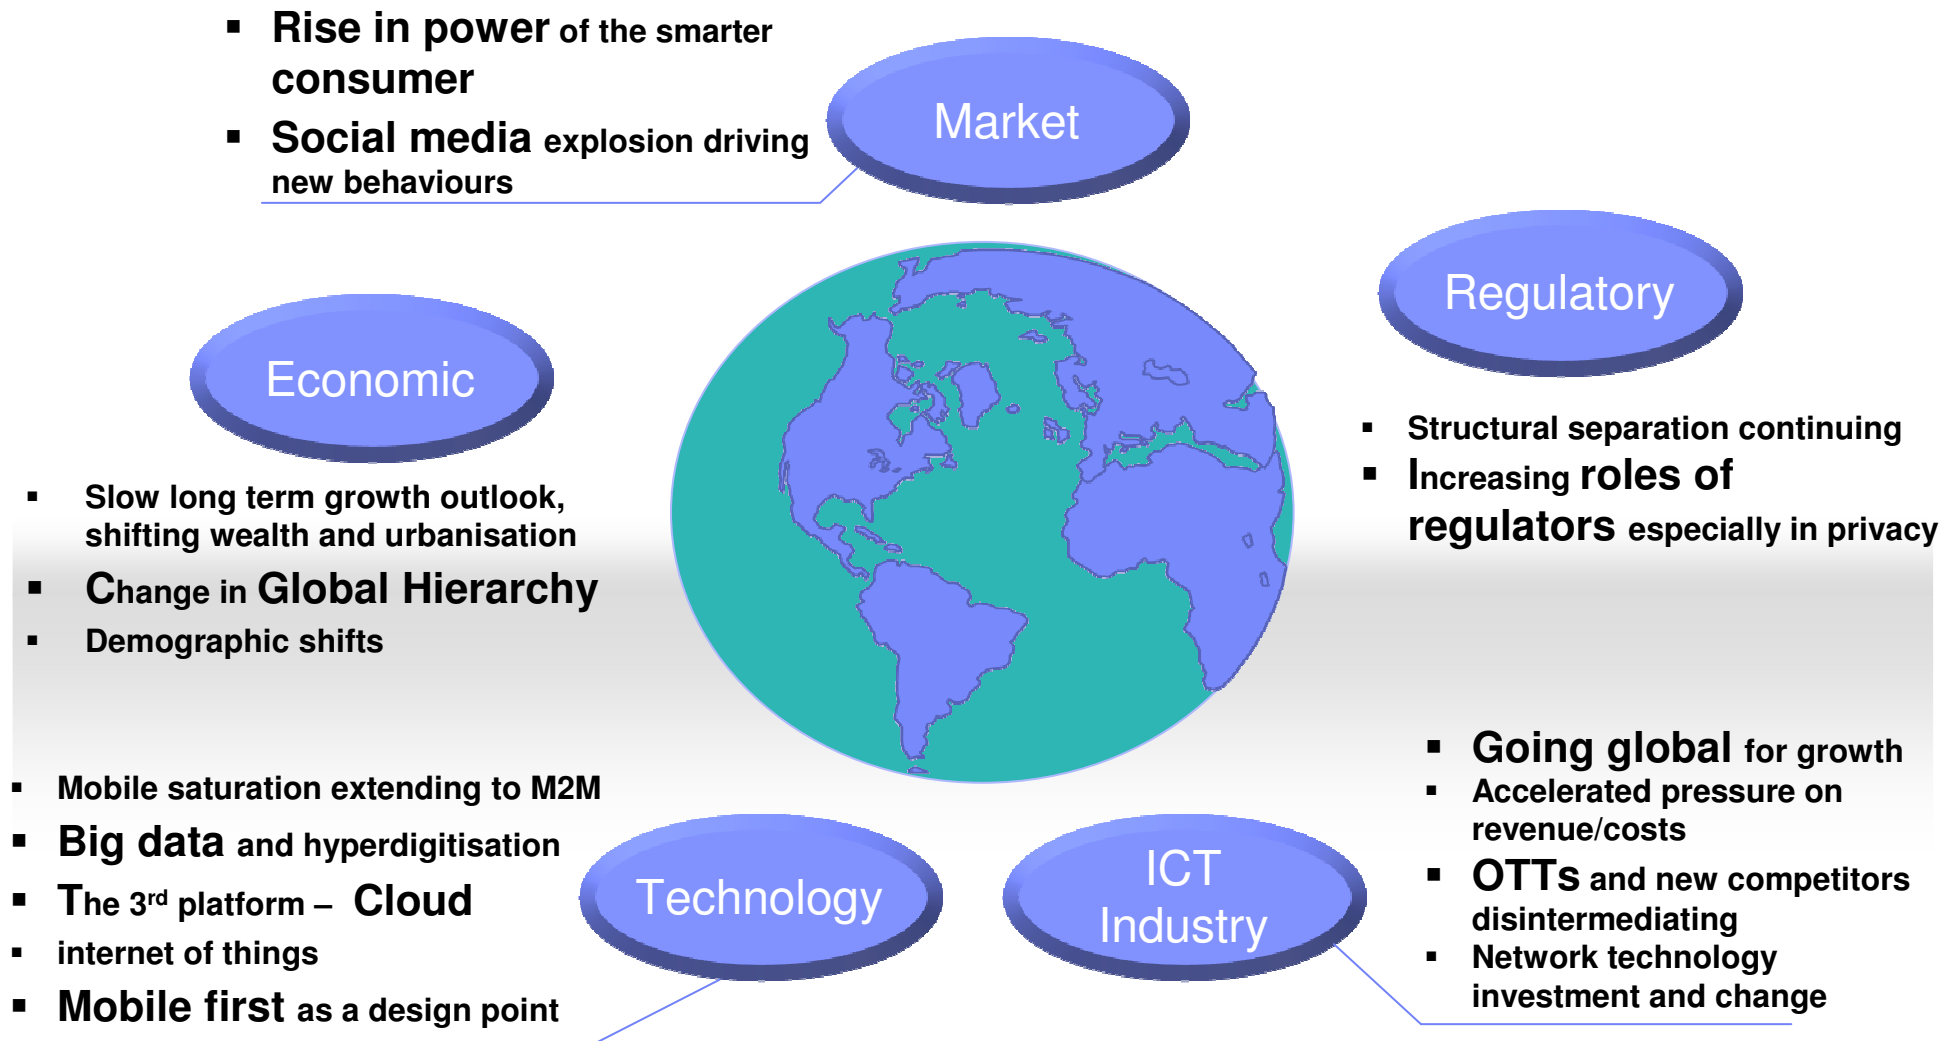 ▪ Rise in power of the smarter
consumer
▪ Social media explosion driving
new behaviours
Market
Regulatory
▪ Structural separation continuing
▪ Increasing roles of
regulators especially in privacy
Economic
▪ Slow long term growth outlook,
shifting wealth and urbanisation
▪ Change in Global Hierarchy
▪ Demographic shifts
▪ Mobile saturation extending to M2M
▪ Big data and hyperdigitisation
▪ The 3rd platform – Cloud
▪ internet of things
▪ Mobile first as a design point
Technology
ICT
Industry
▪ Going global for growth
▪ Accelerated pressure on
revenue/costs
▪ OTTs and new competitors
disintermediating
▪ Network technology
investment and change